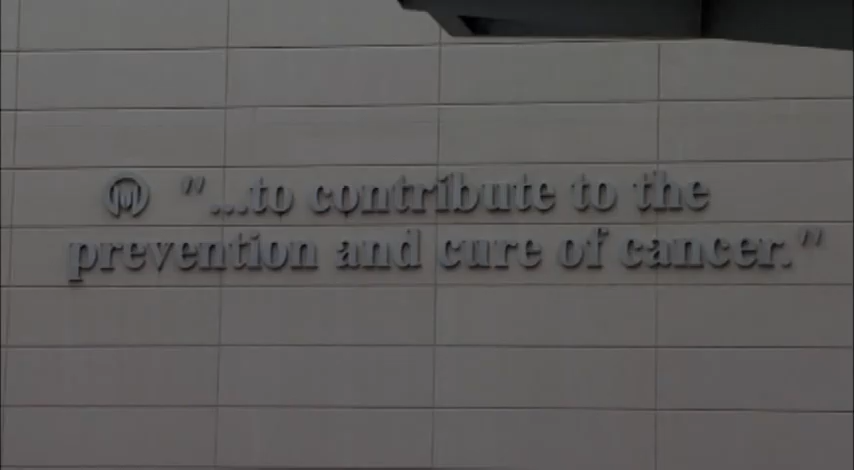 "...to contribute to the
prevention and cure of cancer."